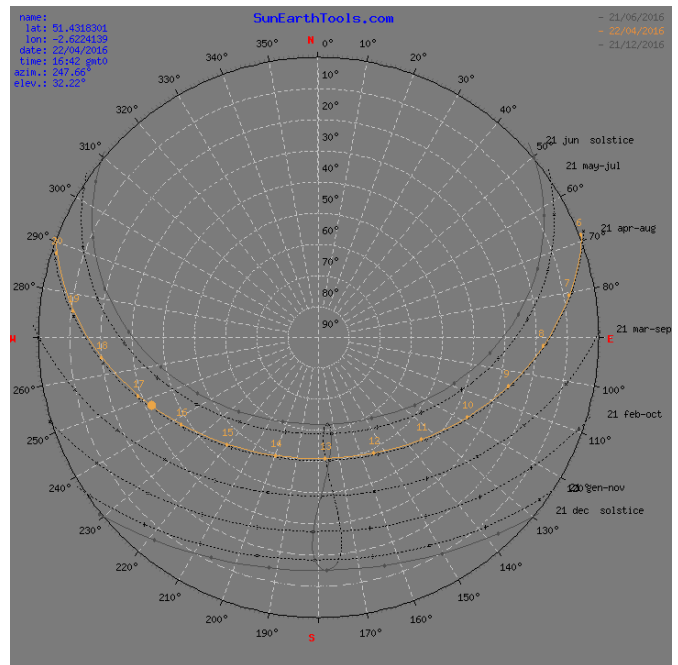 name:
lat: 51.4318301
lon: -2.6224139
date: 22/04/2016
time: 16:42 gmt0
azim.: 247.66°
elev.: 32.22°
SunEarthTools.com
- 21/06/2016
- 22/04/2016
- 21/12/2016
N
350° 0° 10°
340° 20°
330° 30°
320° 40°
310° 50°
300° 60°
290° 70°
280° 80°
W E
260° 100°
250° 110°
240° 120°
230° 130°
220° 140°
210° 150°
200° 160°
190° 170°
S
10°
20°
30°
40°
50°
60°
70°
80°
90°
21 jun solstice
21 may-jul
21 apr-aug
21 mar-sep
21 feb-oct
gen-nov
21 dec solstice
6
7
8
9
10
11
12
13
14
15
16
17
18
19
20